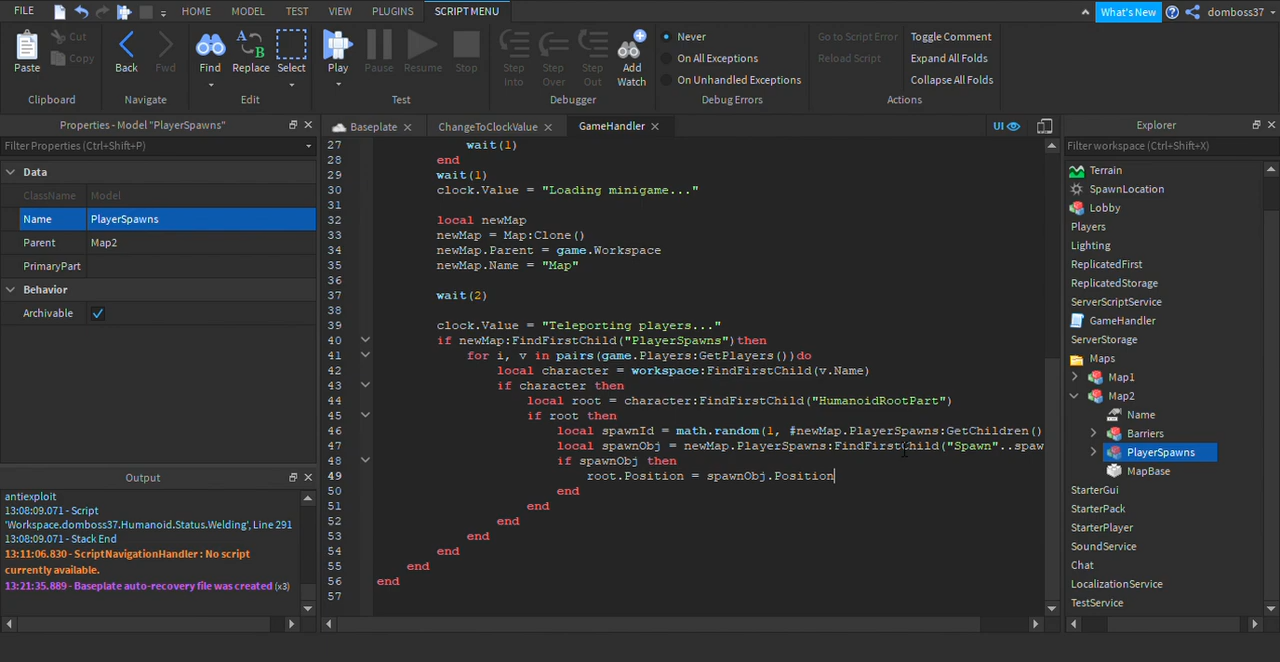 FILE HOME MODEL TEST VIEW PLUGINS SCRIPT MENU What's New domboss37
Paste Cut Copy
Clipboard
Back Fwd
Navigate
Find Replace Select
Edit
Play Pause Resume Stop
Test
Step Into Step Over Step Out Add Watch
Debugger
Never
On All Exceptions
On Unhandled Exceptions
Debug Errors
Go to Script Error Toggle Comment
Reload Script Expand All Folds
Collapse All Folds
Actions
Properties - Model "PlayerSpawns"
Filter Properties (Ctrl+Shift+P)
Data
ClassName Model
Name PlayerSpawns
Parent Map2
PrimaryPart
Behavior
Archivable
Output
antiexploit
13:08:09.071 - Script
'Workspace.domboss37.Humanoid.Status.Welding', Line 291
13:08:09.071 - Stack End
13:11:06.830 - ScriptNavigationHandler : No script
currently available.
13:21:35.889 - Baseplate auto-recovery file was created (x3)
Baseplate ChangeToClockValue GameHandler UI
27 wait(1)
28 end
29 wait(1)
30 clock.Value = "Loading minigame..."
31
32 local newMap
33 newMap = Map:Clone()
34 newMap.Parent = game.Workspace
35 newMap.Name = "Map"
36
37 wait(2)
38
39 clock.Value = "Teleporting players..."
40 if newMap:FindFirstChild("PlayerSpawns")then
41 for i, v in pairs(game.Players:GetPlayers())do
42 local character = workspace:FindFirstChild(v.Name)
43 if character then
44 local root = character:FindFirstChild("HumanoidRootPart")
45 if root then
46 local spawnId = math.random(1, #newMap.PlayerSpawns:GetChildren()
47 local spawnObj = newMap.PlayerSpawns:FindFirstChild("Spawn"..spaw
48 if spawnObj then
49 root.Position = spawnObj.Position
50 end
51 end
52 end
53 end
54 end
55 end
56 end
57
Explorer
Filter workspace (Ctrl+Shift+X)
Terrain
SpawnLocation
Lobby
Players
Lighting
ReplicatedFirst
ReplicatedStorage
ServerScriptService
GameHandler
ServerStorage
Maps
Map1
Map2
Name
Barriers
PlayerSpawns
MapBase
StarterGui
StarterPack
StarterPlayer
SoundService
Chat
LocalizationService
TestService